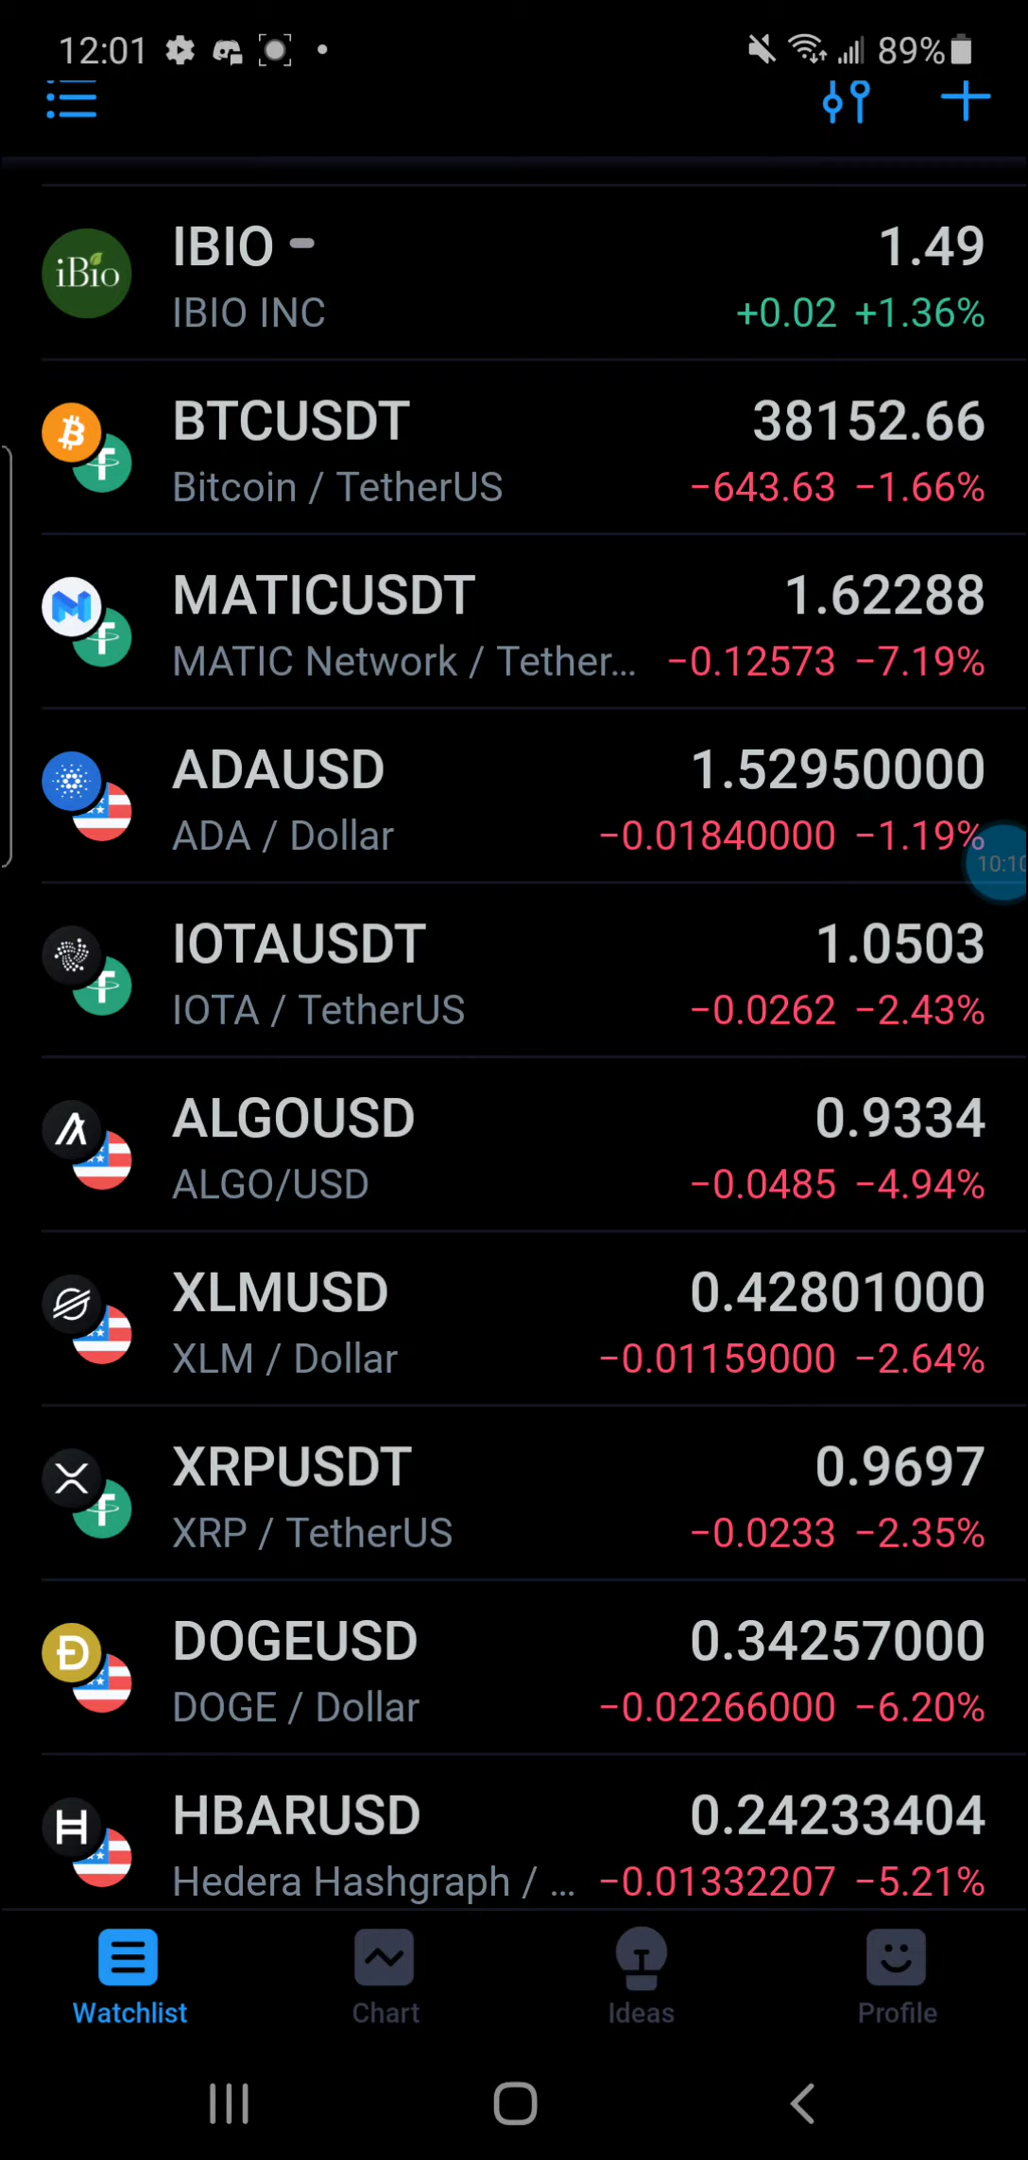 12:01 89%
iBio IBIO 1.49
IBIO INC +0.02 +1.36%
BTCUSDT 38152.66
Bitcoin / TetherUS −643.63 −1.66%
MATICUSDT 1.62288
MATIC Network / Tether... −0.12573 −7.19%
ADAUSD 1.52950000
ADA / Dollar −0.01840000 −1.19%
10:10
IOTAUSDT 1.0503
IOTA / TetherUS −0.0262 −2.43%
ALGOUSD 0.9334
ALGO/USD −0.0485 −4.94%
XLMUSD 0.42801000
XLM / Dollar −0.01159000 −2.64%
XRPUSDT 0.9697
XRP / TetherUS −0.0233 −2.35%
DOGEUSD 0.34257000
DOGE / Dollar −0.02266000 −6.20%
HBARUSD 0.24233404
Hedera Hashgraph / ... −0.01332207 −5.21%
Watchlist Chart Ideas Profile